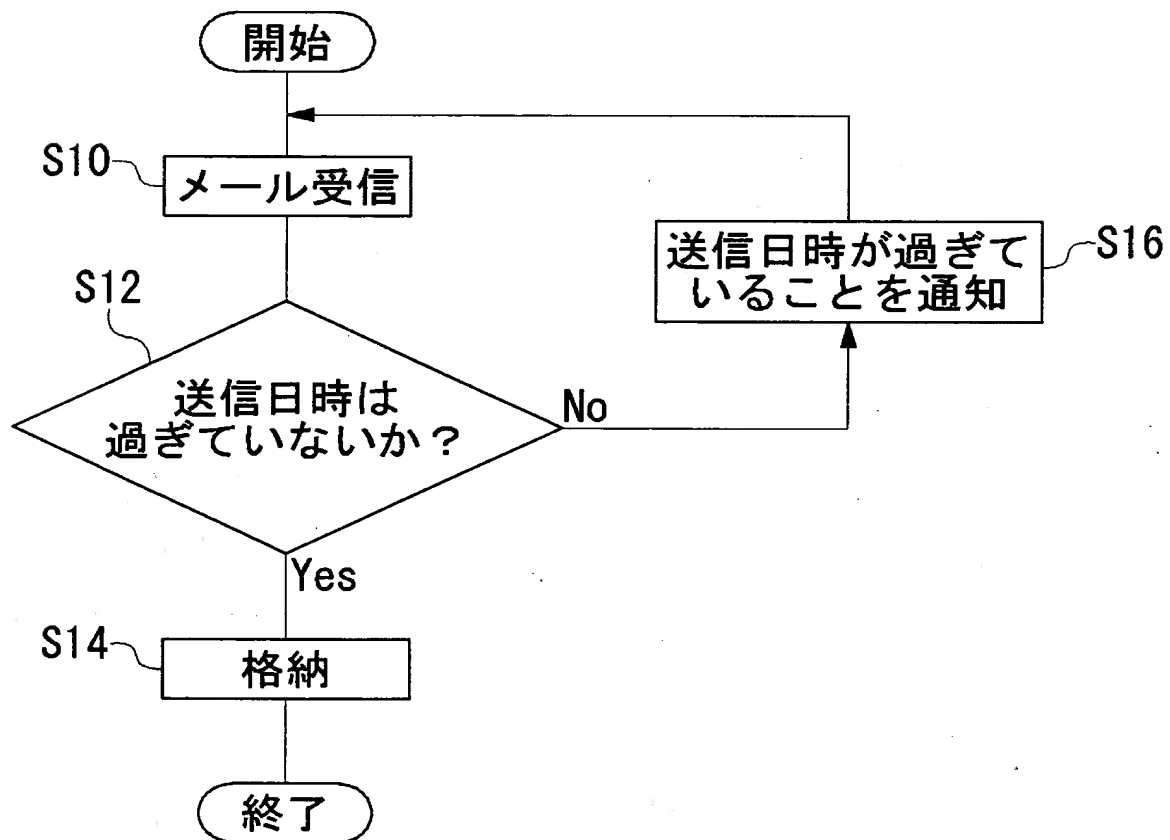 開始
S10
メール受信
送信日時が過ぎて
いることを通知
S16
S12
送信日時は
過ぎていないか？
No
Yes
S14
格納
終了